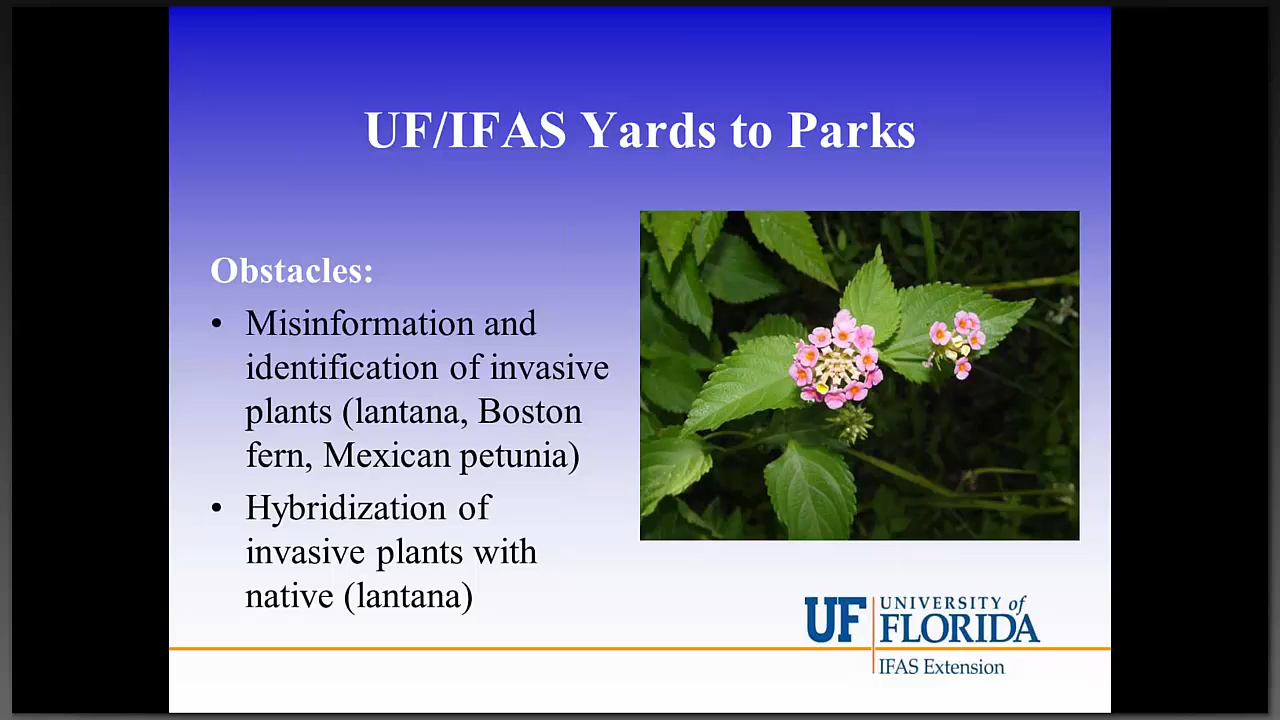 UF/IFAS Yards to Parks
Obstacles:
• Misinformation and
identification of invasive
plants (lantana, Boston
fern, Mexican petunia)
• Hybridization of
invasive plants with
native (lantana)
UF UNIVERSITY of
FLORIDA
IFAS Extension